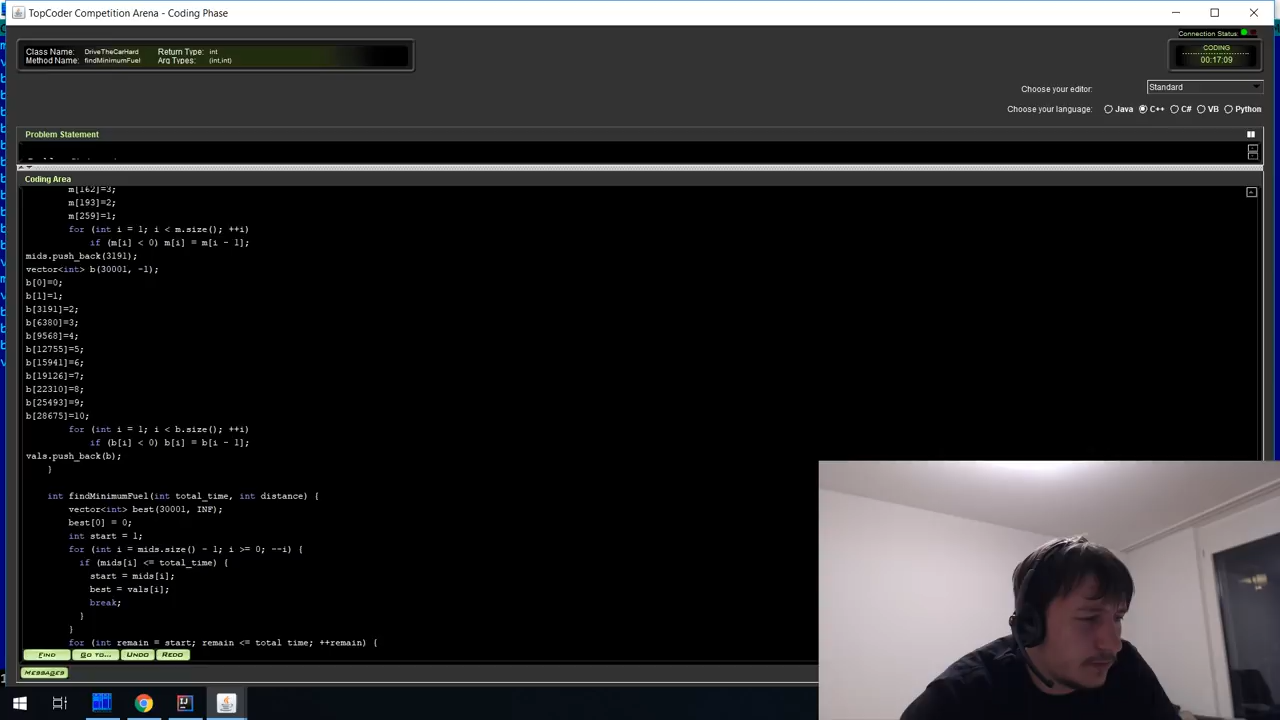 TopCoder Competition Arena - Coding Phase
Connection Status
Class Name: DriveTheCarHard Return Type: int
Method Name: findMinimumFuel Arg Types: (int,int)
CODING
00:17:09
Choose your editor: Standard
Choose your language: Java C++ C# VB Python
Problem Statement
Coding Area
m[162]=3;
m[193]=2;
m[259]=1;
for (int i = 1; i < m.size(); ++i)
if (m[i] < 0) m[i] = m[i - 1];
mids.push_back(3191);
vector<int> b(30001, -1);
b[0]=0;
b[1]=1;
b[3191]=2;
b[6380]=3;
b[9568]=4;
b[12755]=5;
b[15941]=6;
b[19126]=7;
b[22310]=8;
b[25493]=9;
b[28675]=10;
for (int i = 1; i < b.size(); ++i)
if (b[i] < 0) b[i] = b[i - 1];
vals.push_back(b);
}
int findMinimumFuel(int total_time, int distance) {
vector<int> best(30001, INF);
best[0] = 0;
int start = 1;
for (int i = mids.size() - 1; i >= 0; --i) {
if (mids[i] <= total_time) {
start = mids[i];
best = vals[i];
break;
}
}
for (int remain = start; remain <= total_time; ++remain) {
FIND GO TO... UNDO REDO
MESSAGES